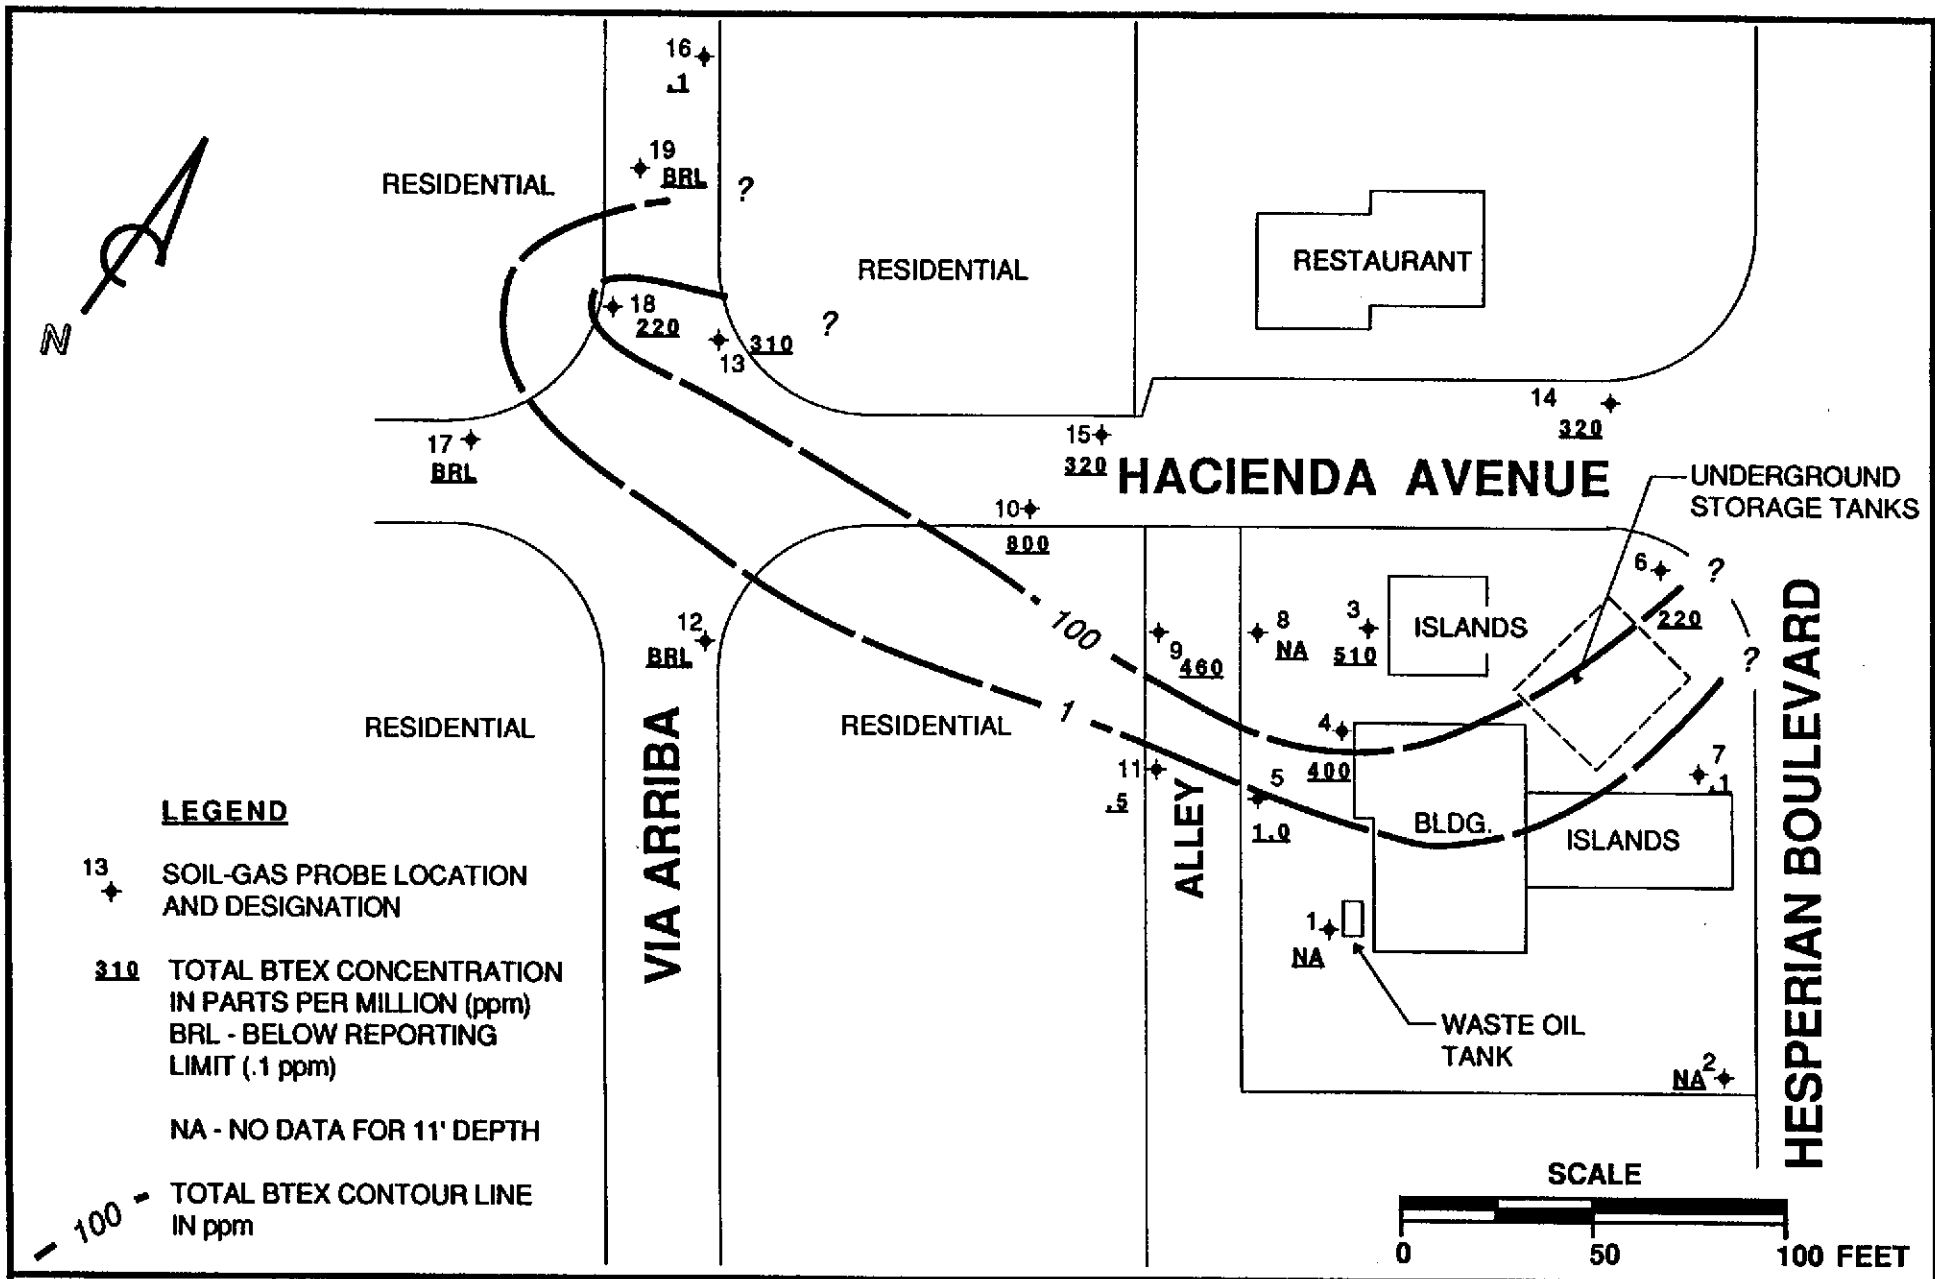 16
.1
19
BRL
?
RESIDENTIAL
N
RESIDENTIAL
RESTAURANT
18
220
?
310
13
14
320
17
BRL
15
320
HACIENDA AVENUE
UNDERGROUND
STORAGE TANKS
10
800
6
?
220
?
100
12
BRL
9
460
8
NA
3
510
ISLANDS
HESPERIAN BOULEVARD
RESIDENTIAL
VIA ARRIBA
RESIDENTIAL
1
4
400
11
.5
5
1.0
7
.1
BLDG.
ISLANDS
ALLEY
1
NA
WASTE OIL
TANK
NA
2
LEGEND
13
SOIL-GAS PROBE LOCATION
AND DESIGNATION
310
TOTAL BTEX CONCENTRATION
IN PARTS PER MILLION (ppm)
BRL - BELOW REPORTING
LIMIT (.1 ppm)
NA - NO DATA FOR 11' DEPTH
100
TOTAL BTEX CONTOUR LINE
IN ppm
SCALE
0 50 100 FEET